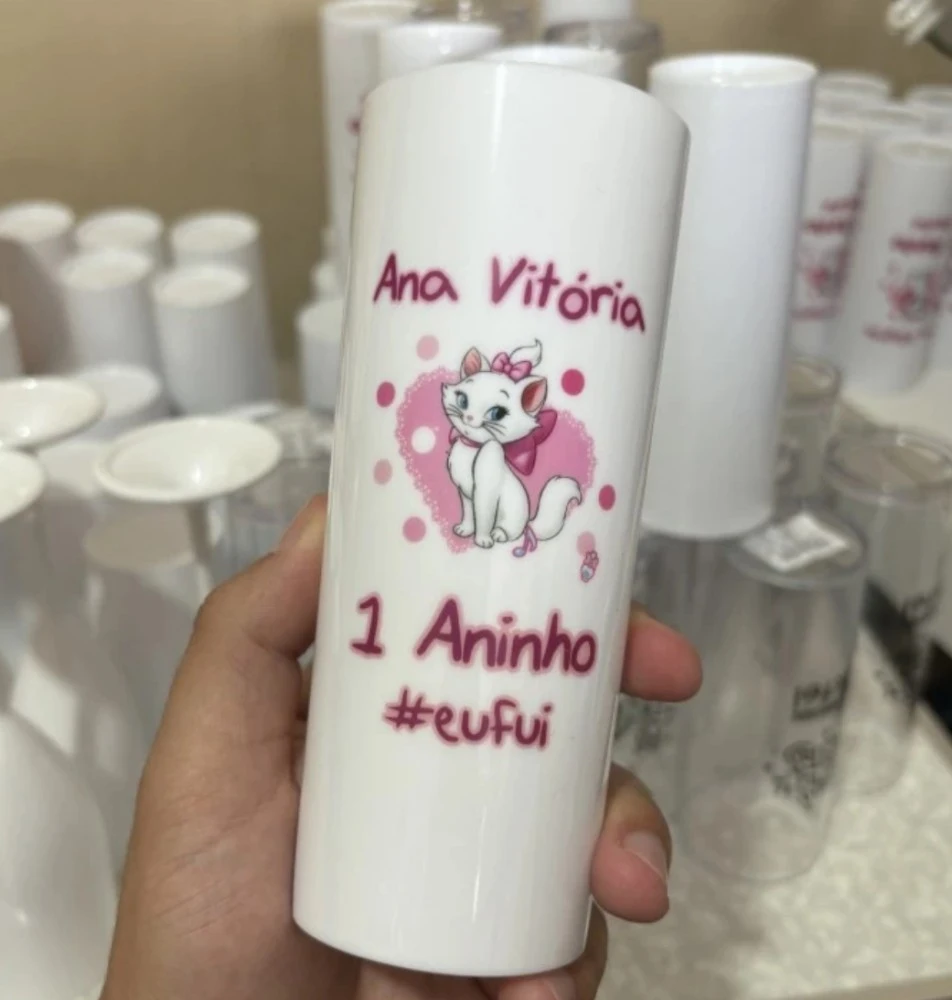 Ana Vitória
1 Aninho
#eufui